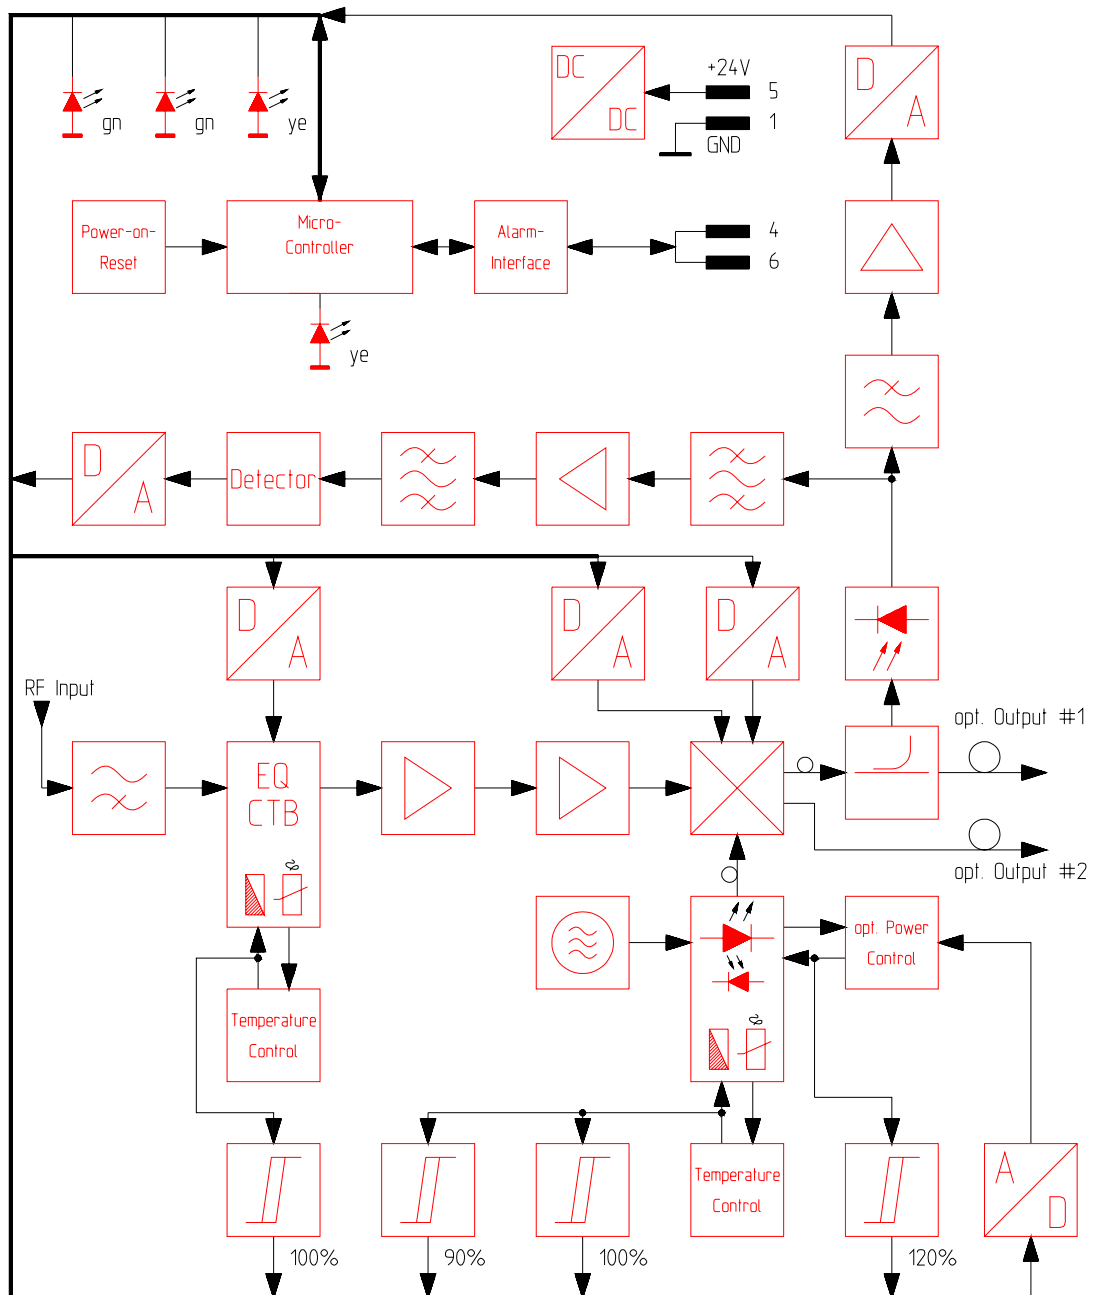 DC
DC
+24V
5
1
GND
D
A
gn
gn
ye
Power-on-
Reset
Micro-
Controller
Alarm-
Interface
4
6
ye
D
A
Detector
D
A
D
A
D
A
RF Input
EQ
CTB
opt. Output #1
opt. Output #2
ϑ
opt. Power
Control
Temperature
Control
ϑ
Temperature
Control
A
D
100%
90%
100%
120%